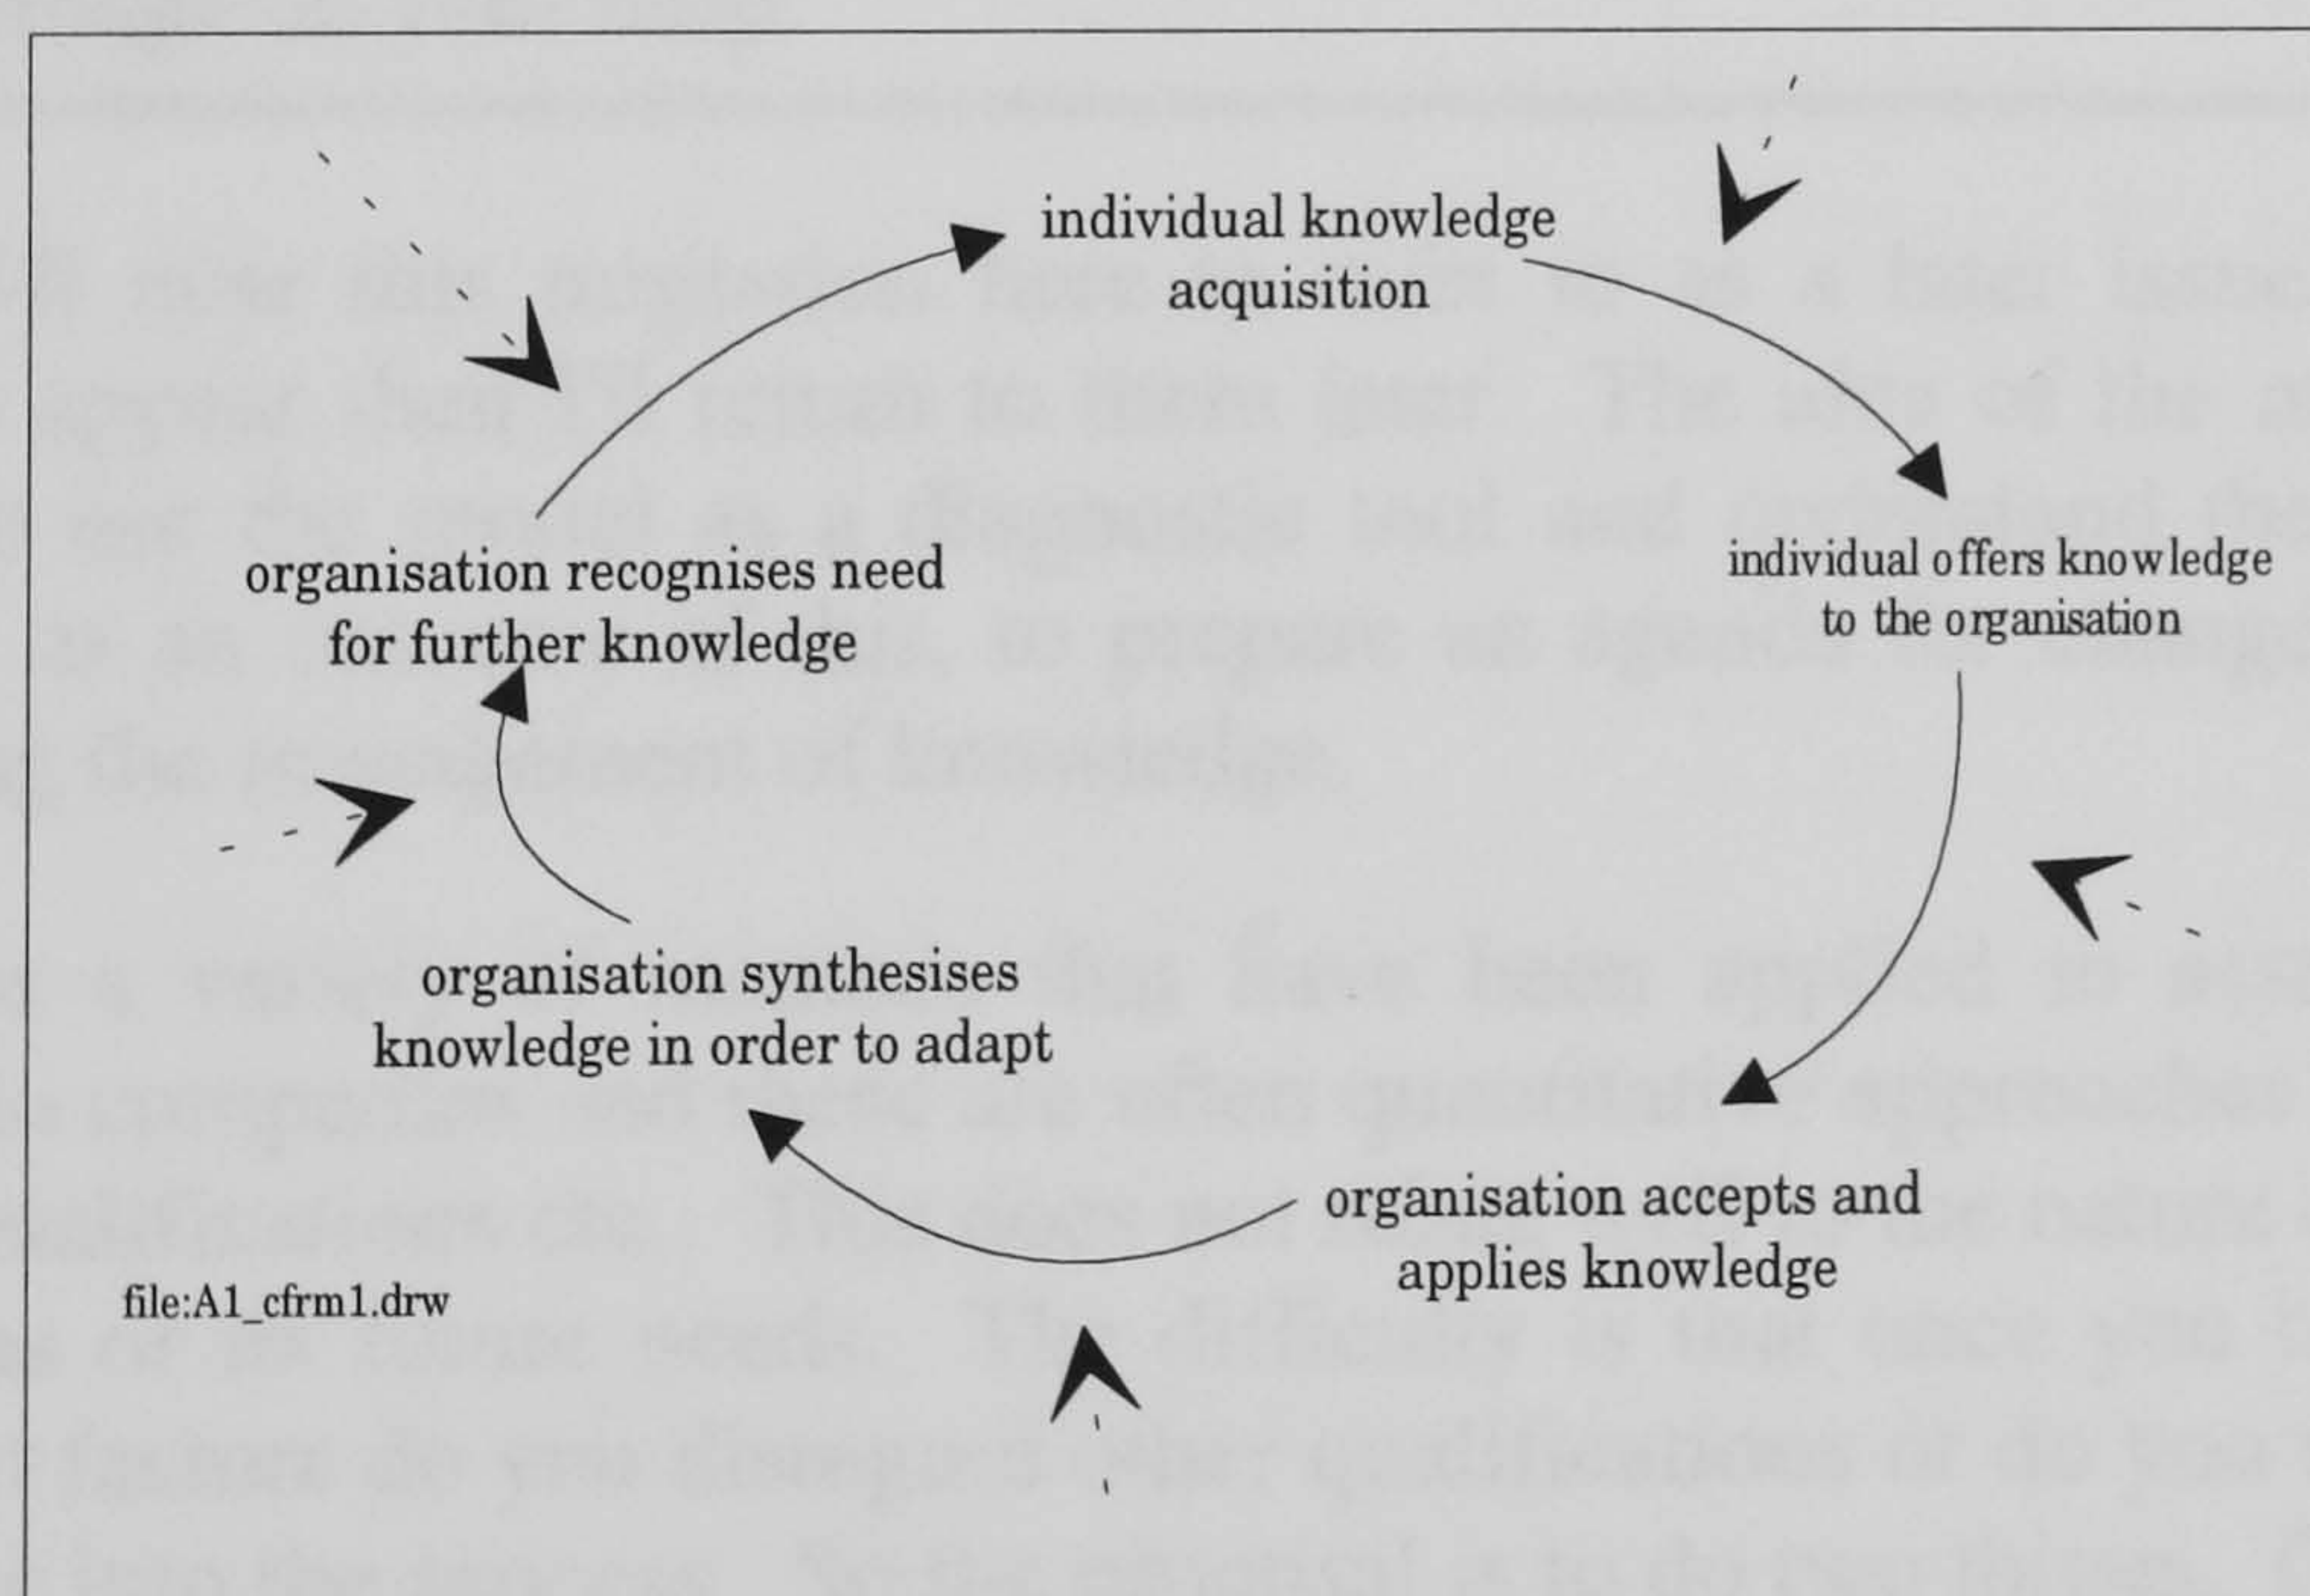 individual knowledge
acquisition
individual offers knowledge
to the organisation
organisation accepts and
applies knowledge
organisation synthesises
knowledge in order to adapt
organisation recognises need
for further knowledge
file:A1_cfrm1.drw